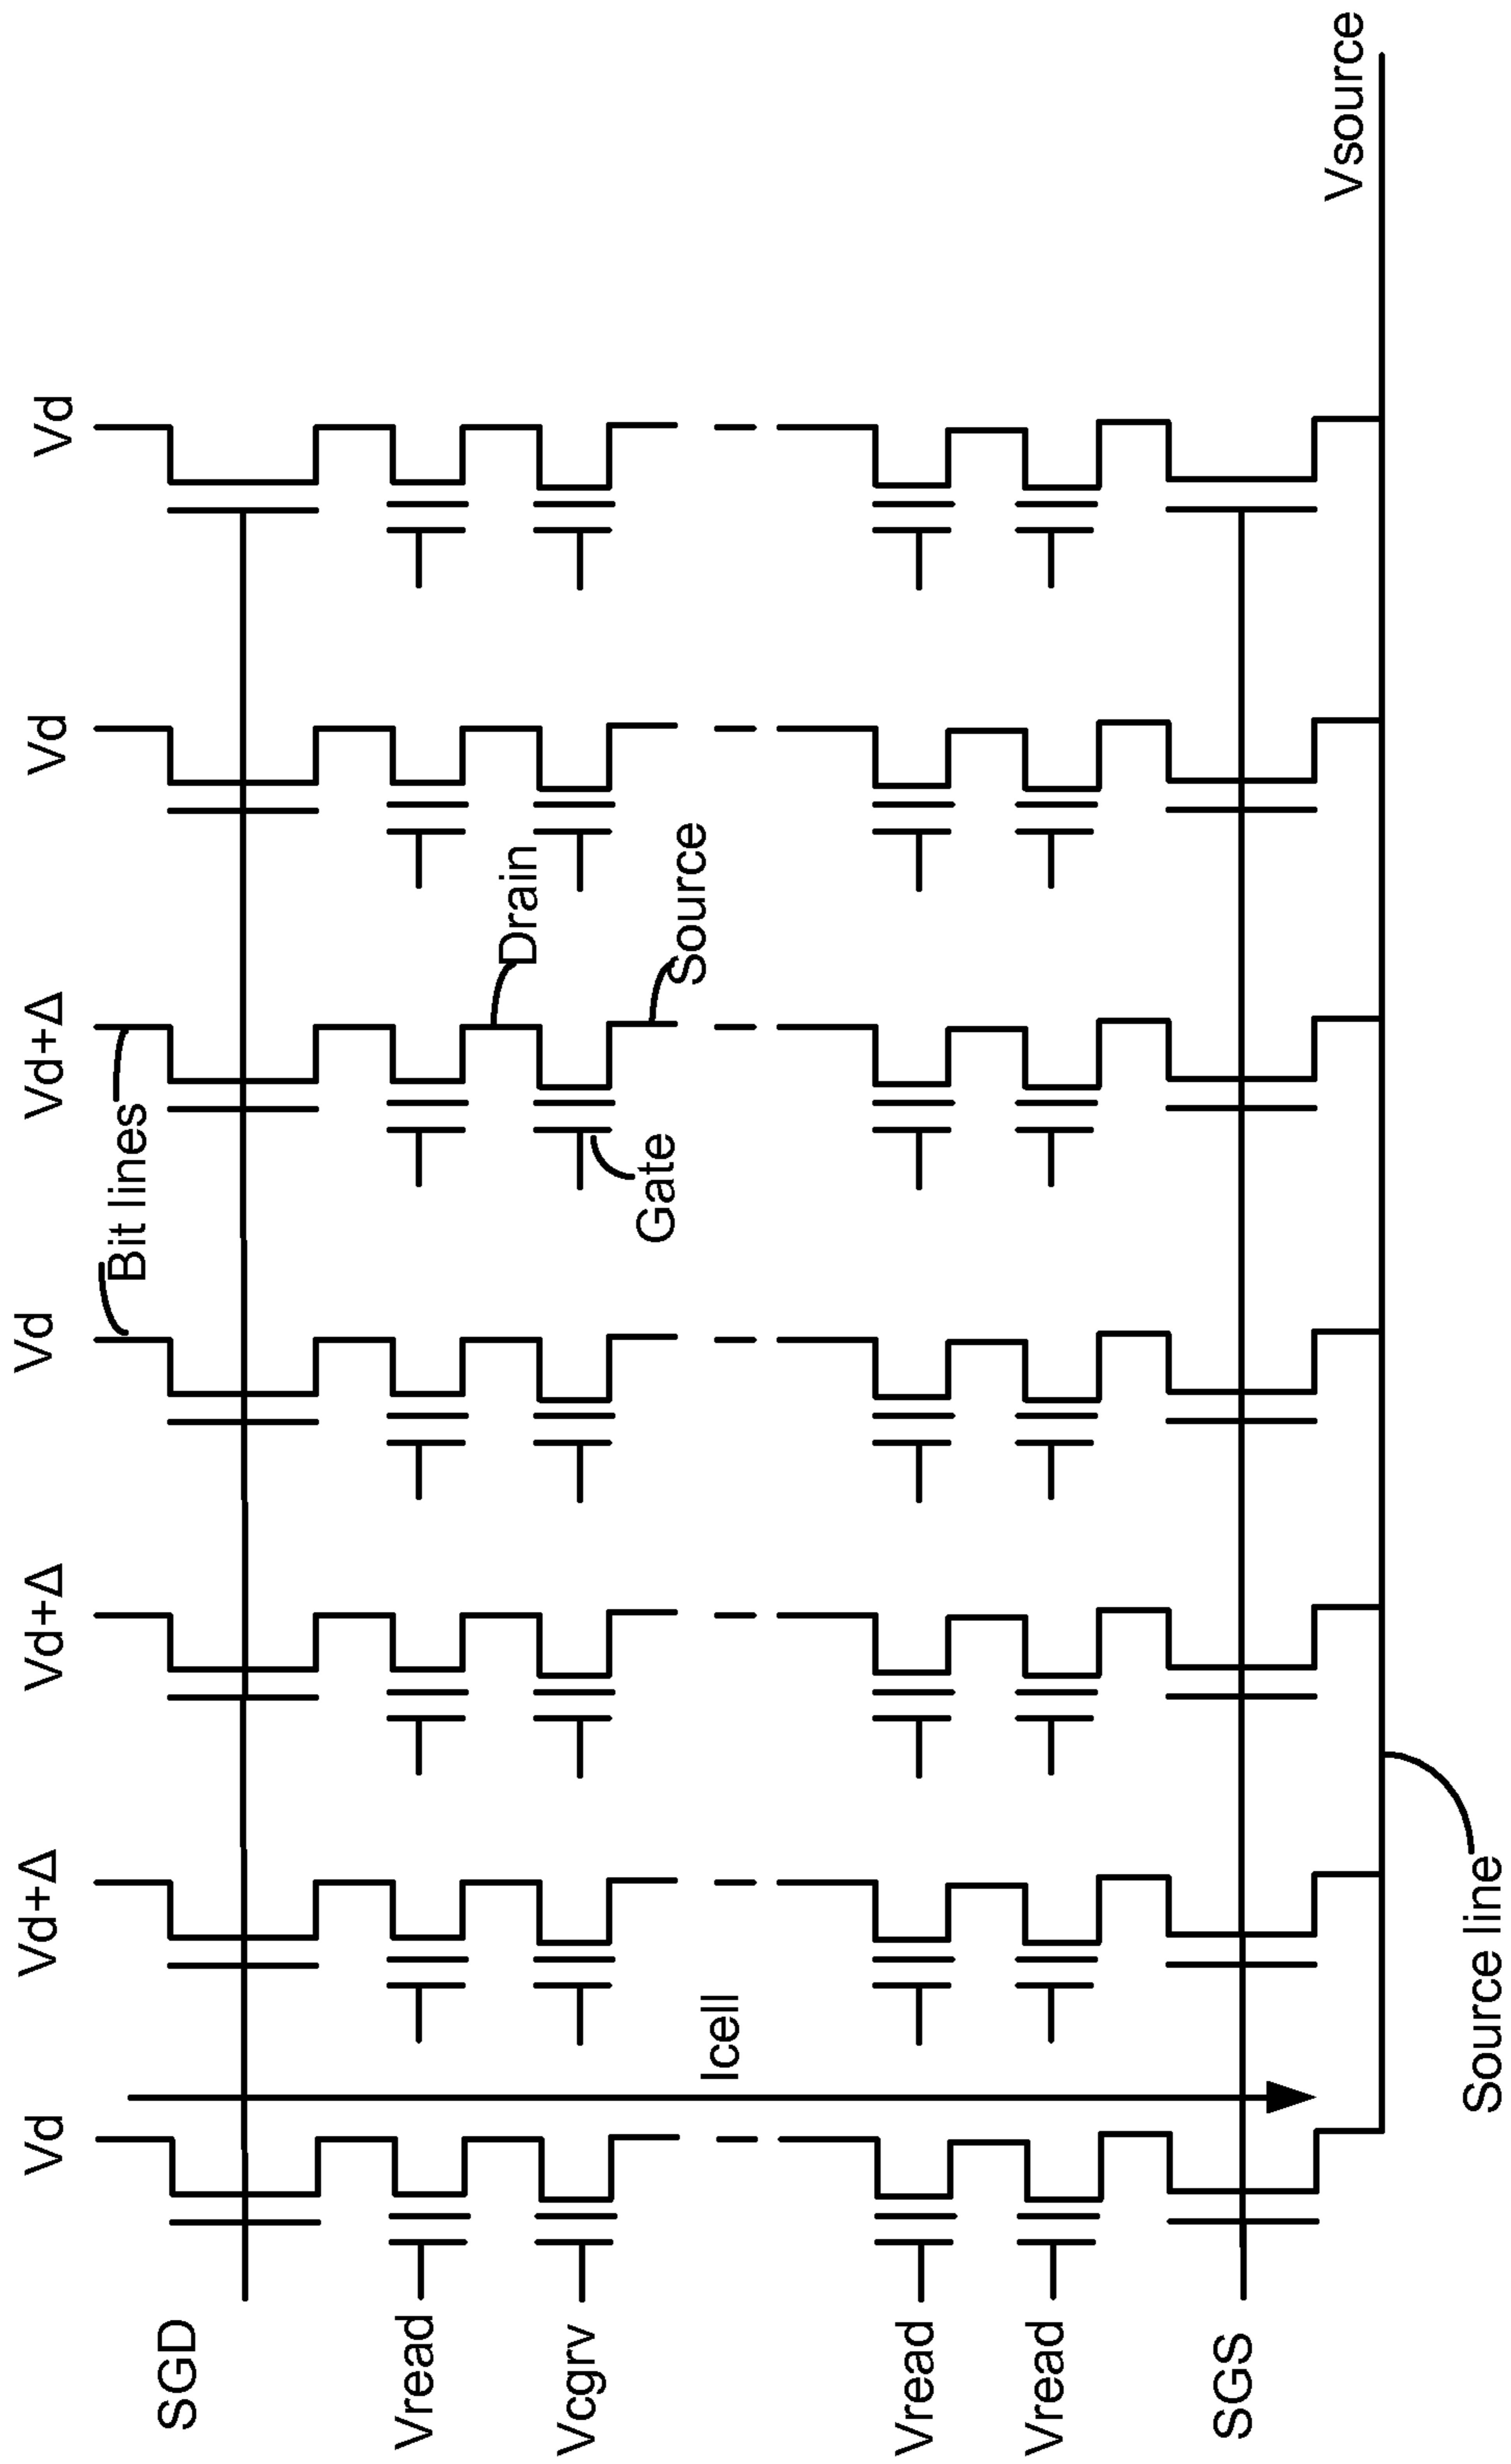 Vd Vd+Δ Vd+Δ Vd Vd+Δ Vd Vd
Bit lines
SGD
Vread
Drain
Vcgrv
Gate
Source
Icell
Vread
Vread
SGS
Vsource
Source line